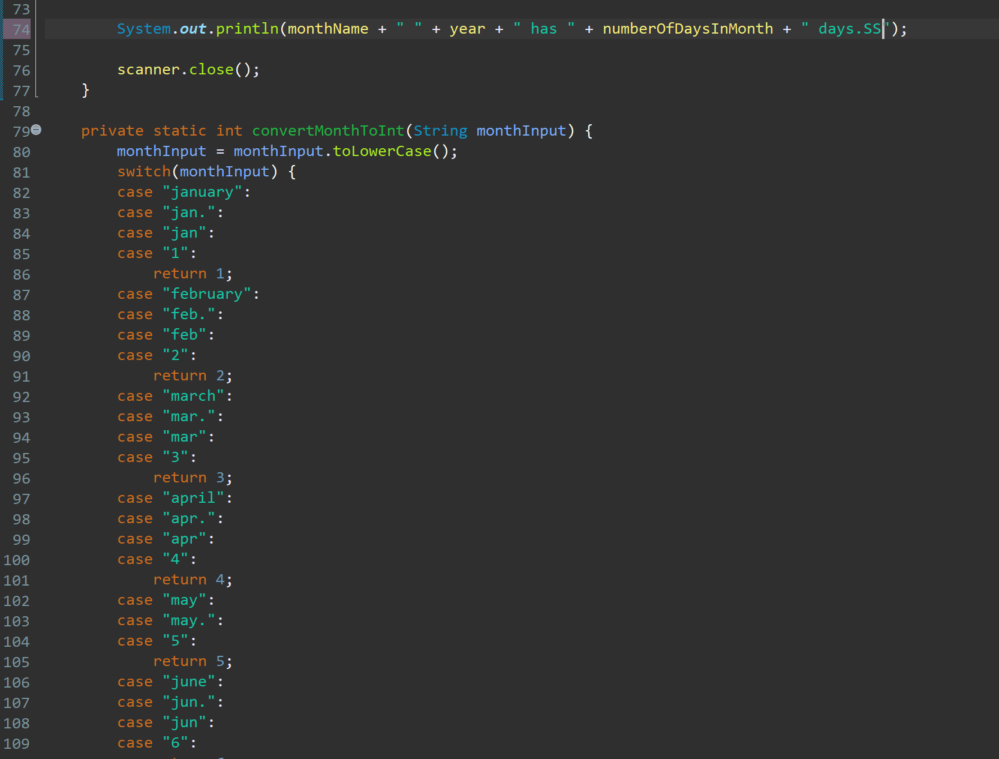 73
74 System.out.println(monthName + " " + year + " has " + numberOfDaysInMonth + " days.SS");
75
76 scanner.close();
77 }
78
79 private static int convertMonthToInt(String monthInput) {
80 monthInput = monthInput.toLowerCase();
81 switch(monthInput) {
82 case "january":
83 case "jan.":
84 case "jan":
85 case "1":
86 return 1;
87 case "february":
88 case "feb.":
89 case "feb":
90 case "2":
91 return 2;
92 case "march":
93 case "mar.":
94 case "mar":
95 case "3":
96 return 3;
97 case "april":
98 case "apr.":
99 case "apr":
100 case "4":
101 return 4;
102 case "may":
103 case "may.":
104 case "5":
105 return 5;
106 case "june":
107 case "jun.":
108 case "jun":
109 case "6":